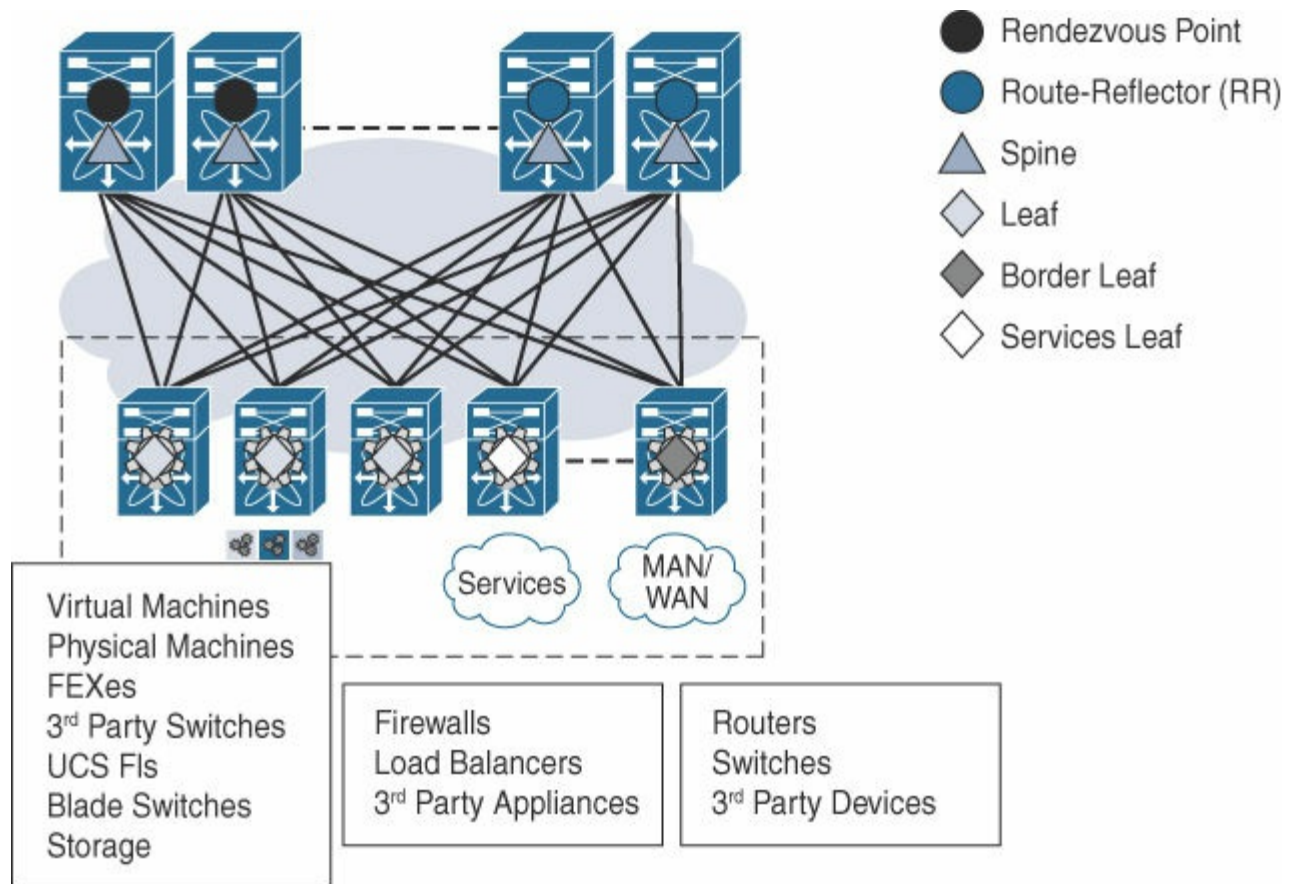 Rendezvous Point
Route-Reflector (RR)
Spine
Leaf
Border Leaf
Services Leaf
Services
MAN/
WAN
Virtual Machines
Physical Machines
FEXes
3rd Party Switches
UCS FIs
Blade Switches
Storage
Firewalls
Load Balancers
3rd Party Appliances
Routers
Switches
3rd Party Devices